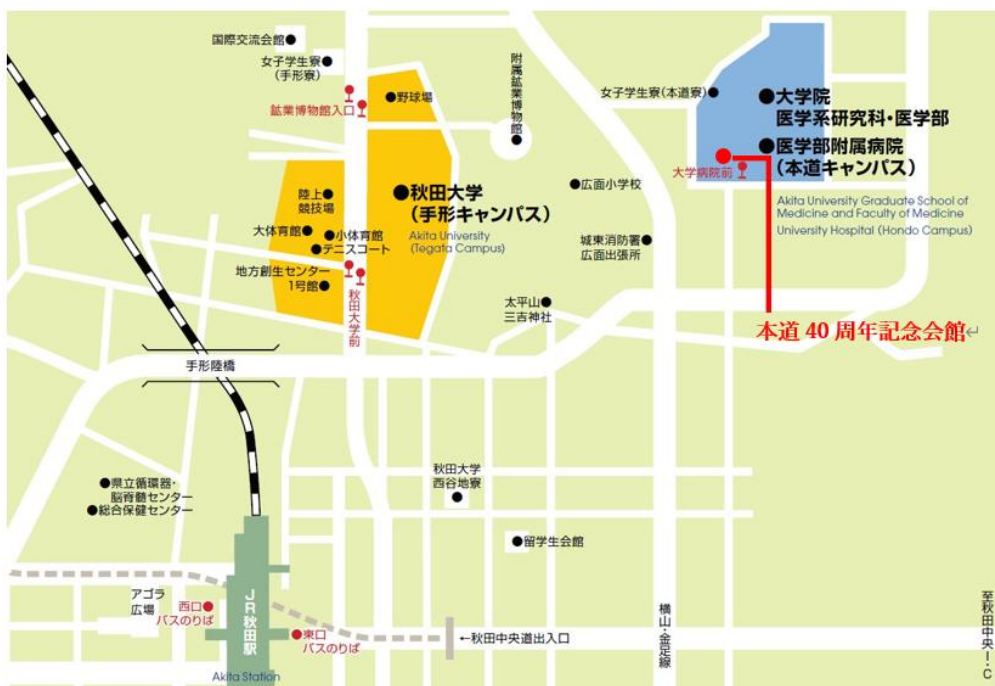 国際交流会館
女子学生寮
(手形寮)
鉱業博物館入口
野球場
附属鉱業博物館
女子学生寮(本道寮)
大学院
医学系研究科・医学部
医学部附属病院
(本道キャンパス)
大学病院前
Akita University Graduate School of
Medicine and Faculty of Medicine
University Hospital (Hondo Campus)
広面小学校
陸上
競技場
秋田大学
(手形キャンパス)
Akita University
(Tegata Campus)
大体育館
小体育館
テニスコート
城東消防署
広面出張所
地方創生センター
1号館
秋田大学前
太平山
三吉神社
本道 40 周年記念会館↵
手形陸橋
県立循環器・
脳脊髄センター
総合保健センター
秋田大学
西谷地寮
留学生会館
アゴラ
広場
西口
バスのりば
JR秋田駅
東口
バスのりば
←秋田中央道出入口
横山・金足線
至秋田中央I・C
Akita Station